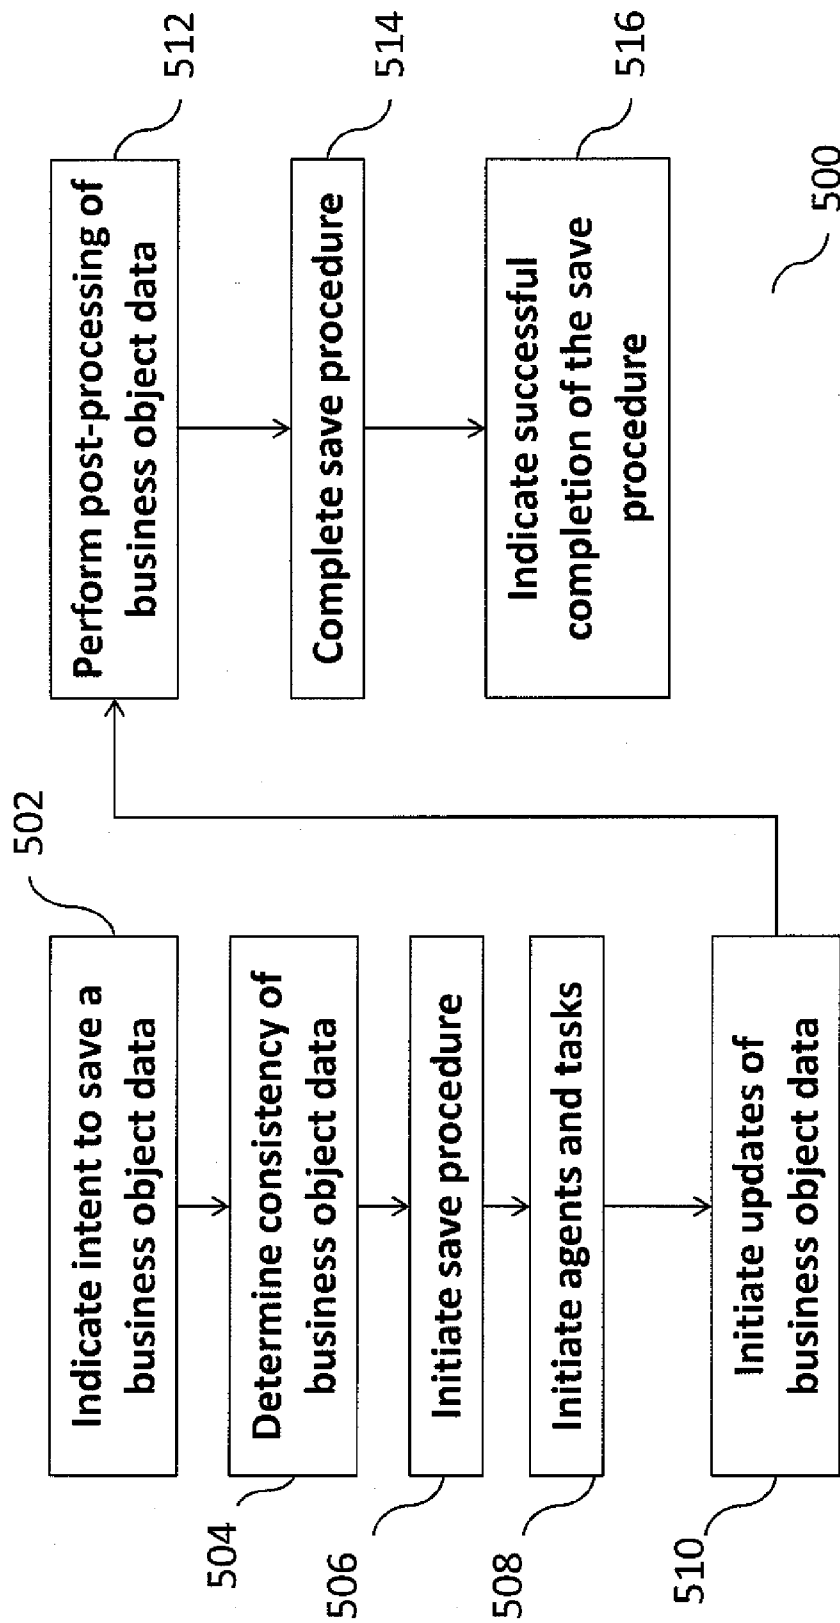 502
Indicate intent to save a
business object data
504
Determine consistency of
business object data
506
Initiate save procedure
508
Initiate agents and tasks
510
Initiate updates of
business object data
512
Perform post-processing of
business object data
514
Complete save procedure
516
Indicate successful
completion of the save
procedure
500